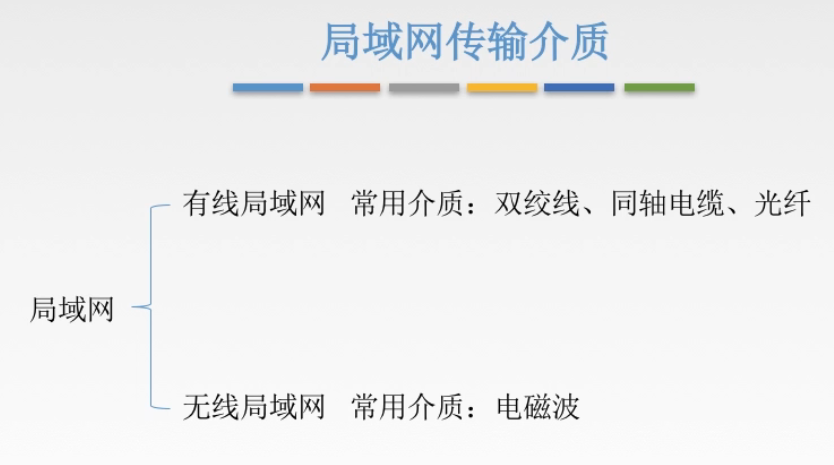 局域网传输介质
有线局域网 常用介质：双绞线、同轴电缆、光纤
局域网
无线局域网 常用介质：电磁波